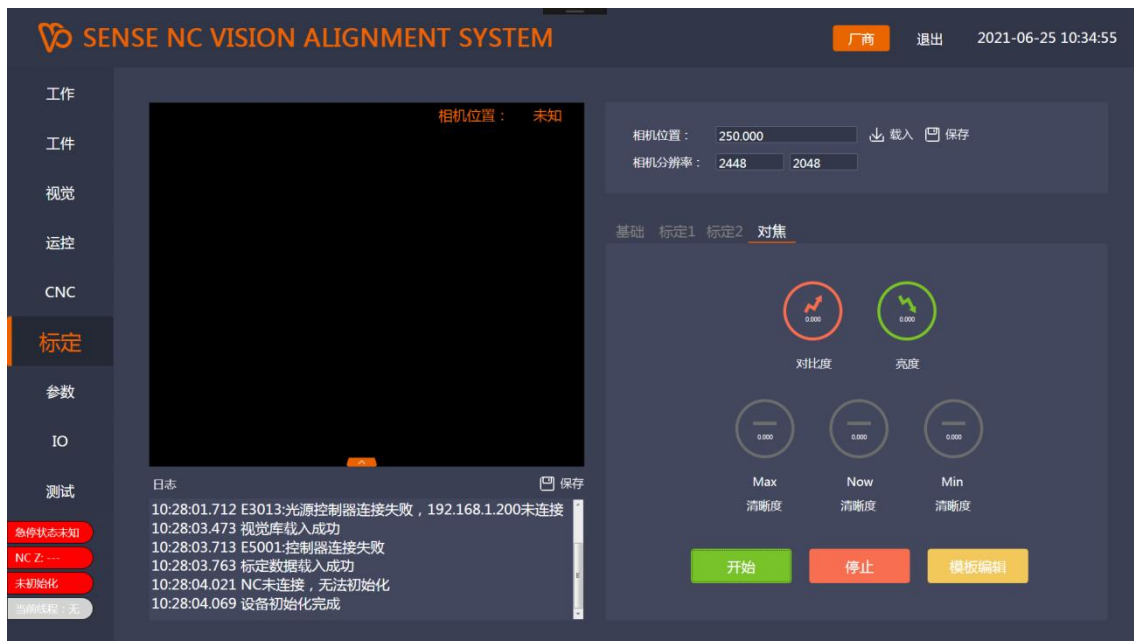 SENSE NC VISION ALIGNMENT SYSTEM
厂商 退出 2021-06-25 10:34:55
工作
工件
视觉
运控
CNC
标定
参数
IO
测试
急停状态未知
NC Z: ---
未初始化
当前线程：无
相机位置： 未知
日志 保存
10:28:01.712 E3013:光源控制器连接失败，192.168.1.200未连接
10:28:03.473 视觉库载入成功
10:28:03.713 E5001:控制器连接失败
10:28:03.763 标定数据载入成功
10:28:04.021 NC未连接，无法初始化
10:28:04.069 设备初始化完成
相机位置： 250.000 载入 保存
相机分辨率： 2448 2048
基础 标定1 标定2 对焦
0.000 0.000
对比度 亮度
0.000 0.000 0.000
Max Now Min
清晰度 清晰度 清晰度
开始 停止 模板编辑